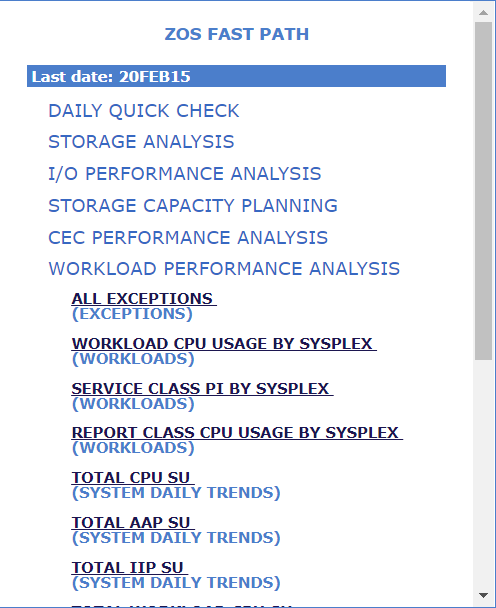 ZOS FAST PATH
Last date: 20FEB15
DAILY QUICK CHECK
STORAGE ANALYSIS
I/O PERFORMANCE ANALYSIS
STORAGE CAPACITY PLANNING
CEC PERFORMANCE ANALYSIS
WORKLOAD PERFORMANCE ANALYSIS
ALL EXCEPTIONS
(EXCEPTIONS)
WORKLOAD CPU USAGE BY SYSPLEX
(WORKLOADS)
SERVICE CLASS PI BY SYSPLEX
(WORKLOADS)
REPORT CLASS CPU USAGE BY SYSPLEX
(WORKLOADS)
TOTAL CPU SU
(SYSTEM DAILY TRENDS)
TOTAL AAP SU
(SYSTEM DAILY TRENDS)
TOTAL IIP SU
(SYSTEM DAILY TRENDS)